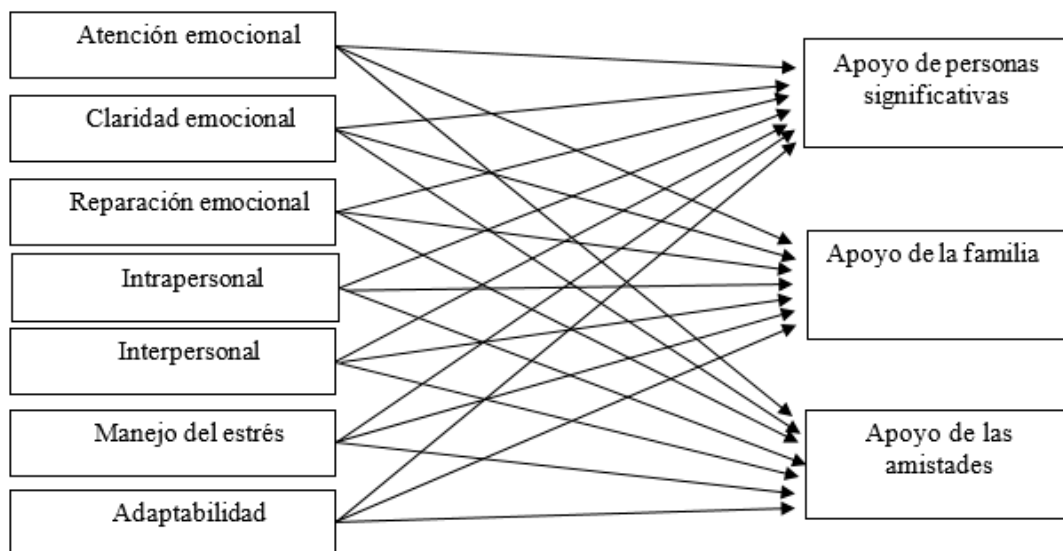 Atención emocional
Claridad emocional
Reparación emocional
Intrapersonal
Interpersonal
Manejo del estrés
Adaptabilidad
Apoyo de personas
significativas
Apoyo de la familia
Apoyo de las
amistades